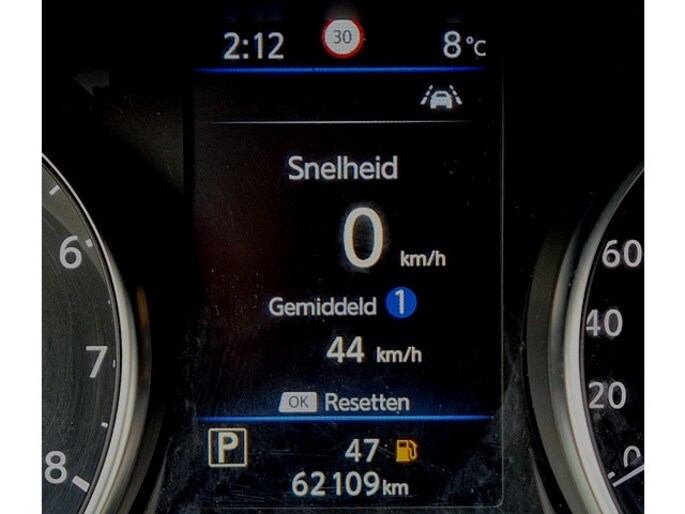 2:12 30 8°C
Snelheid
0 km/h
Gemiddeld 1
44 km/h
OK Resetten
P 47
62109km
6
7
8
60
40
20
0